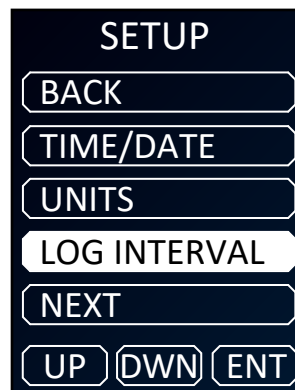 SETUP
BACK
TIME/DATE
UNITS
LOG INTERVAL
NEXT
UP DWN ENT